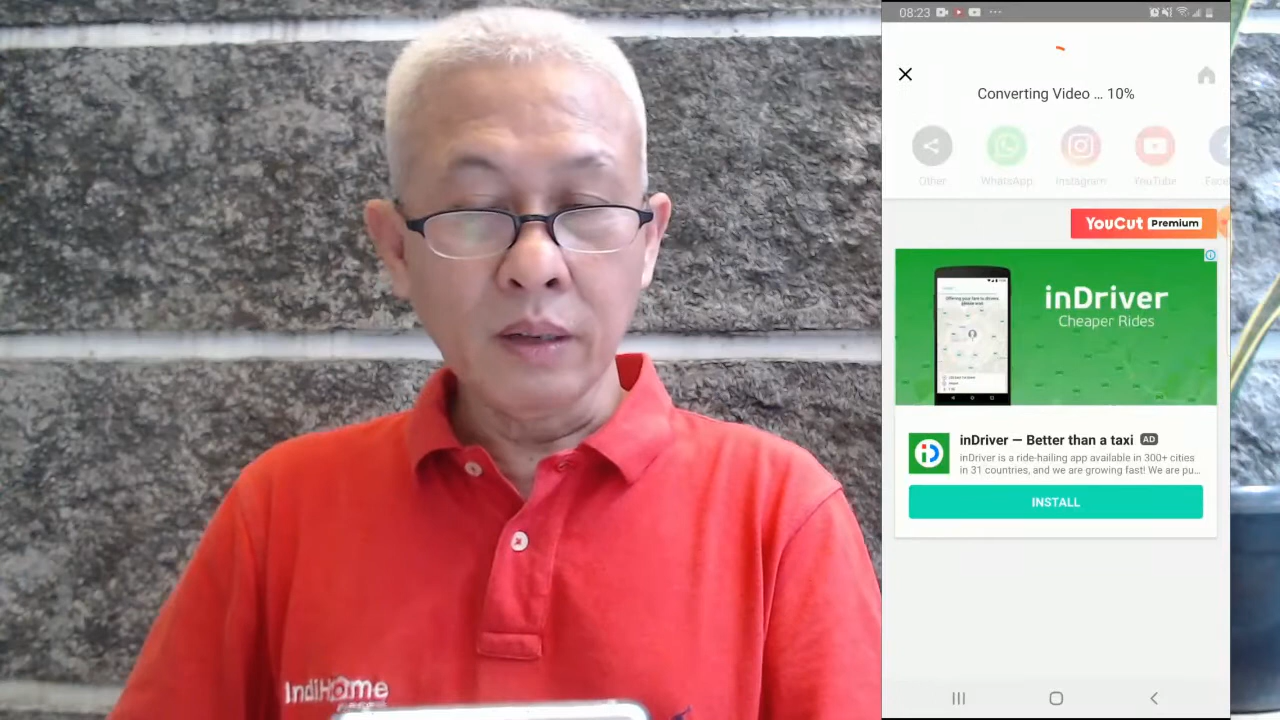 08:23
Converting Video ... 10%
Other
WhatsApp
Instagram
YouTube
YouCut Premium
inDriver
Cheaper Rides
inDriver — Better than a taxi AD
inDriver is a ride-hailing app available in 300+ cities
in 31 countries, and we are growing fast! We are pu...
INSTALL
IndiHome